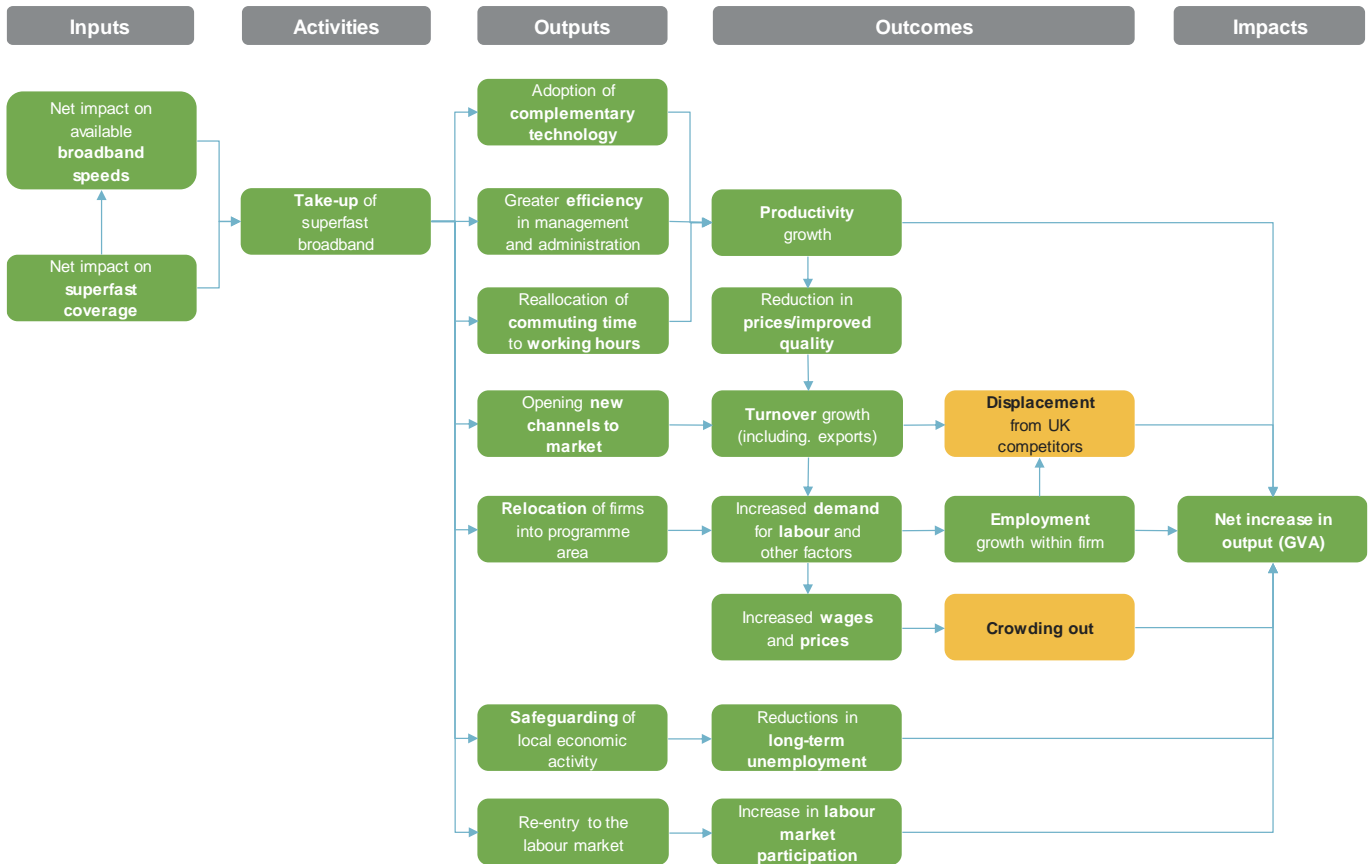 Inputs
Activities
Outputs
Outcomes
Impacts
Net impact on
available
broadband
speeds
Net impact on
superfast
coverage
Take-up of
superfast
broadband
Adoption of
complementary
technology
Greater efficiency
in management
and administration
Reallocation of
commuting time
to working hours
Opening new
channels to
market
Relocation of firms
into programme
area
Safeguarding of
local economic
activity
Re-entry to the
labour market
Productivity
growth
Reduction in
prices/improved
quality
Turnover growth
(including. exports)
Increased demand
for labour and
other factors
Increased wages
and prices
Reductions in
long-term
unemployment
Increase in labour
market
participation
Displacement
from UK
competitors
Employment
growth within firm
Crowding out
Net increase in
output (GVA)